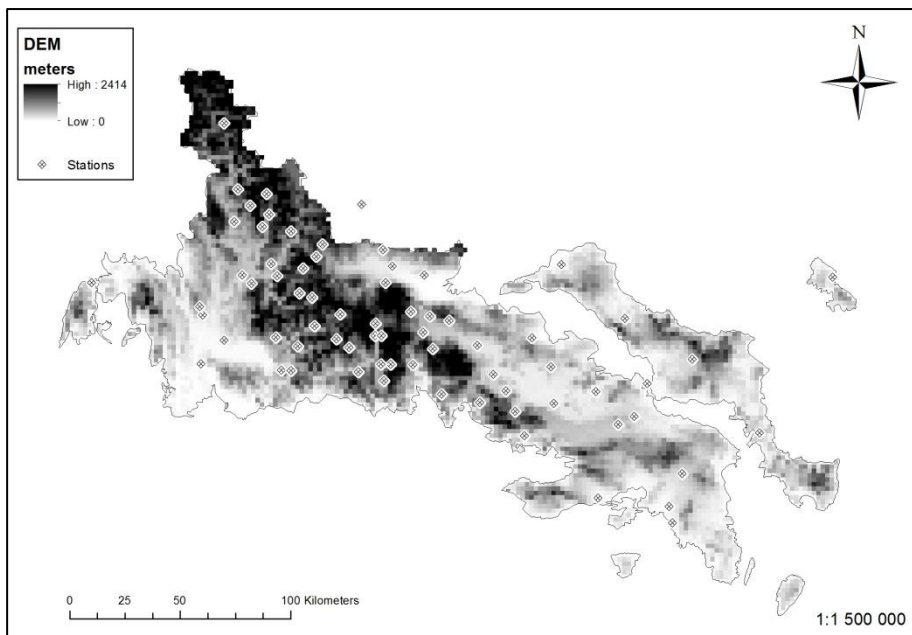 DEM
meters
High : 2414
Low : 0
Stations
N
0 25 50 100 Kilometers
1:1 500 000